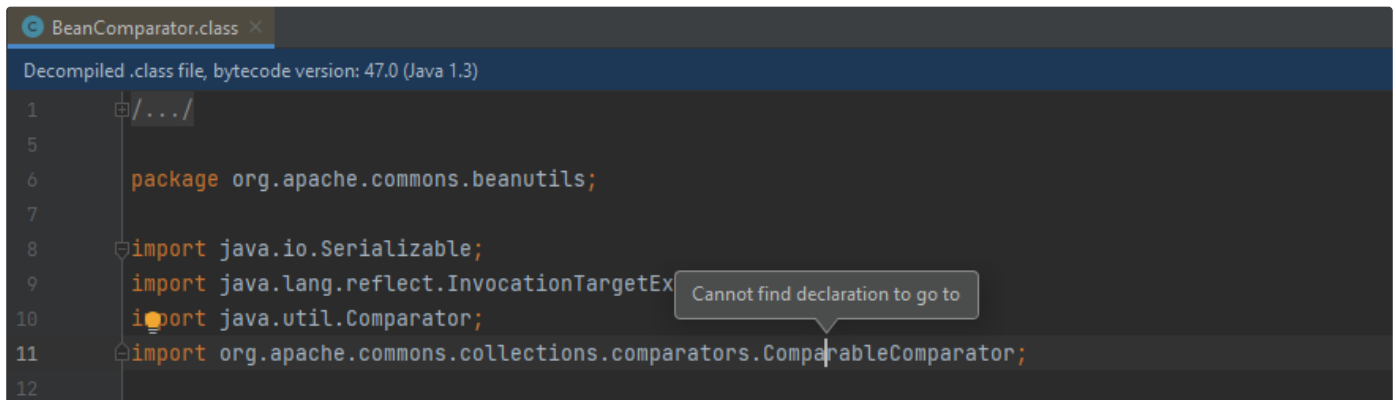 BeanComparator.class
Decompiled .class file, bytecode version: 47.0 (Java 1.3)
1 /.../
5
6 package org.apache.commons.beanutils;
7
8 import java.io.Serializable;
9 import java.lang.reflect.InvocationTargetEx
Cannot find declaration to go to
10 import java.util.Comparator;
11 import org.apache.commons.collections.comparators.ComparableComparator;
12